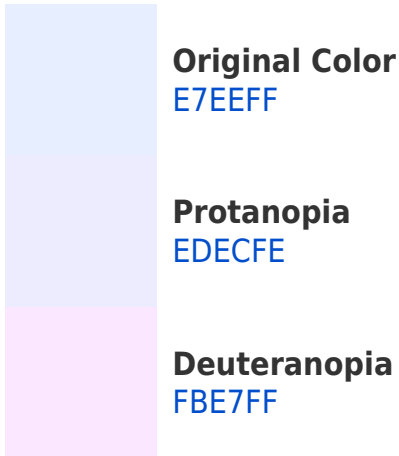 Original Color
E7EEFF
Protanopia
EDECFE
Deuteranopia
FBE7FF